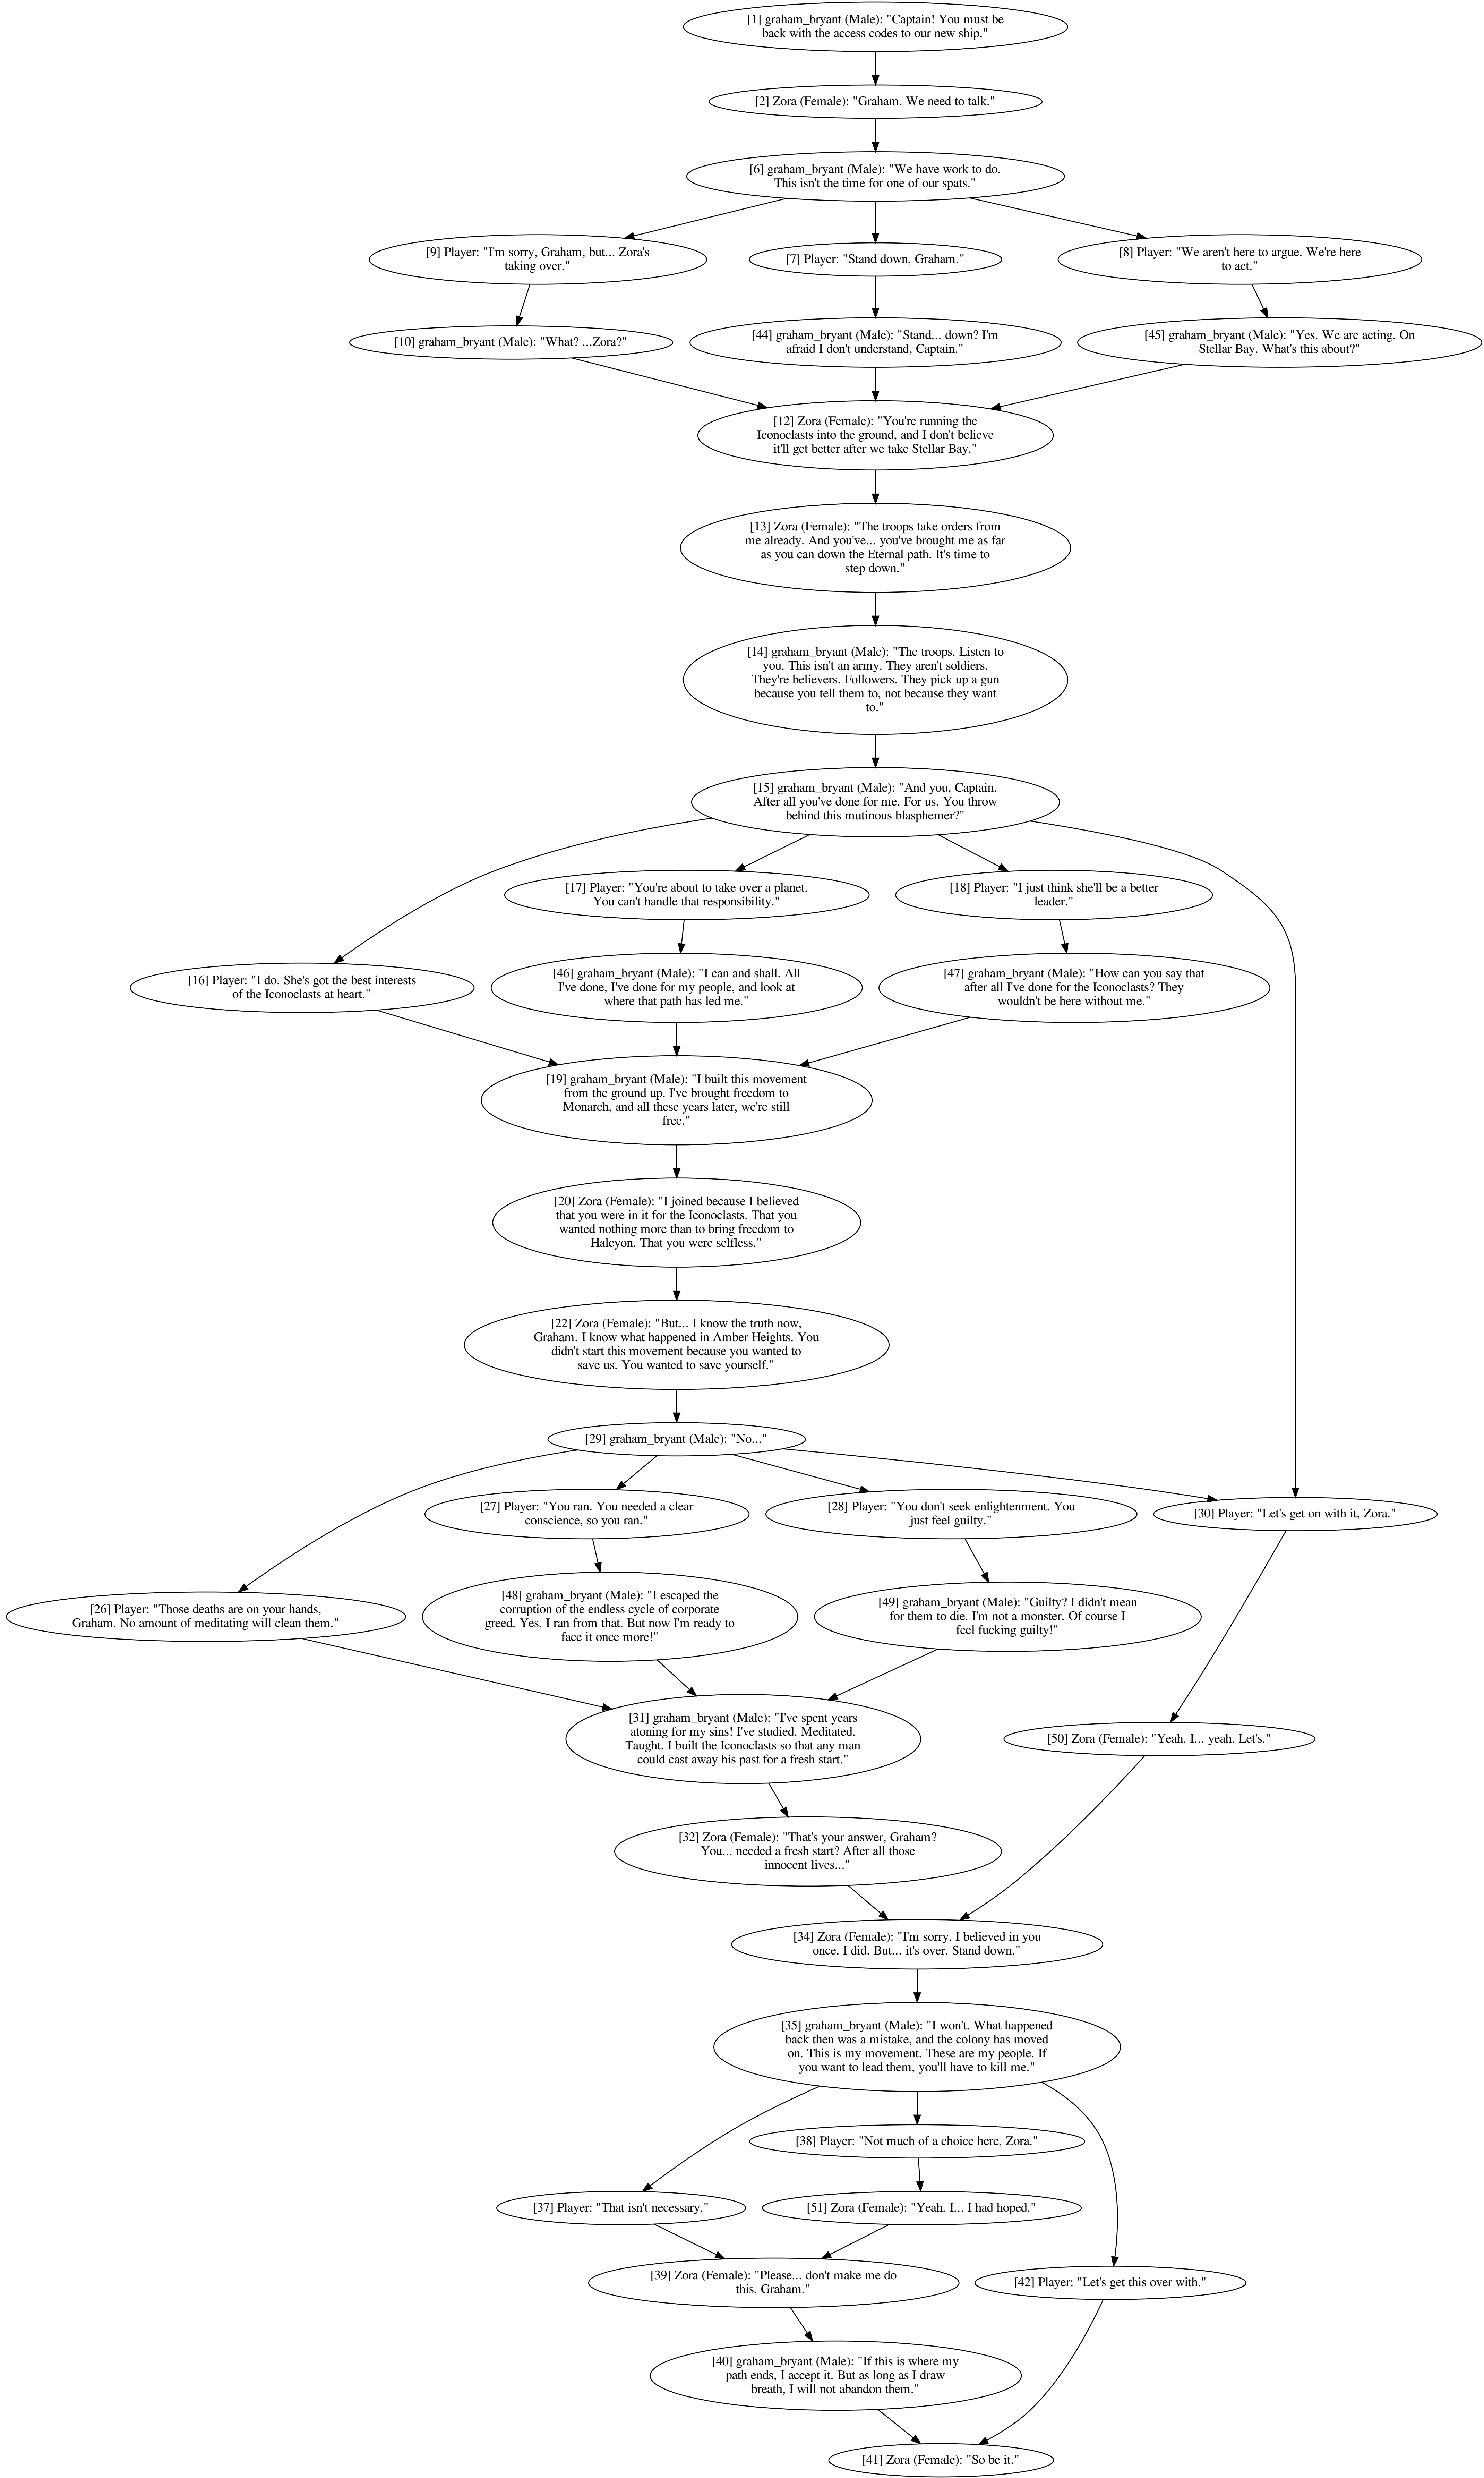 [1] graham_bryant (Male): "Captain! You must be
back with the access codes to our new ship."
[2] Zora (Female): "Graham. We need to talk."
[6] graham_bryant (Male): "We have work to do.
This isn't the time for one of our spats."
[9] Player: "I'm sorry, Graham, but... Zora's
taking over."
[7] Player: "Stand down, Graham."
[8] Player: "We aren't here to argue. We're here
to act."
[10] graham_bryant (Male): "What? ...Zora?"
[44] graham_bryant (Male): "Stand... down? I'm
afraid I don't understand, Captain."
[45] graham_bryant (Male): "Yes. We are acting. On
Stellar Bay. What's this about?"
[12] Zora (Female): "You're running the
Iconoclasts into the ground, and I don't believe
it'll get better after we take Stellar Bay."
[13] Zora (Female): "The troops take orders from
me already. And you've... you've brought me as far
as you can down the Eternal path. It's time to
step down."
[14] graham_bryant (Male): "The troops. Listen to
you. This isn't an army. They aren't soldiers.
They're believers. Followers. They pick up a gun
because you tell them to, not because they want
to."
[15] graham_bryant (Male): "And you, Captain.
After all you've done for me. For us. You throw
behind this mutinous blasphemer?"
[17] Player: "You're about to take over a planet.
You can't handle that responsibility."
[18] Player: "I just think she'll be a better
leader."
[16] Player: "I do. She's got the best interests
of the Iconoclasts at heart."
[46] graham_bryant (Male): "I can and shall. All
I've done, I've done for my people, and look at
where that path has led me."
[47] graham_bryant (Male): "How can you say that
after all I've done for the Iconoclasts? They
wouldn't be here without me."
[19] graham_bryant (Male): "I built this movement
from the ground up. I've brought freedom to
Monarch, and all these years later, we're still
free."
[20] Zora (Female): "I joined because I believed
that you were in it for the Iconoclasts. That you
wanted nothing more than to bring freedom to
Halcyon. That you were selfless."
[22] Zora (Female): "But... I know the truth now,
Graham. I know what happened in Amber Heights. You
didn't start this movement because you wanted to
save us. You wanted to save yourself."
[29] graham_bryant (Male): "No..."
[27] Player: "You ran. You needed a clear
conscience, so you ran."
[28] Player: "You don't seek enlightenment. You
just feel guilty."
[30] Player: "Let's get on with it, Zora."
[26] Player: "Those deaths are on your hands,
Graham. No amount of meditating will clean them."
[48] graham_bryant (Male): "I escaped the
corruption of the endless cycle of corporate
greed. Yes, I ran from that. But now I'm ready to
face it once more!"
[49] graham_bryant (Male): "Guilty? I didn't mean
for them to die. I'm not a monster. Of course I
feel fucking guilty!"
[31] graham_bryant (Male): "I've spent years
atoning for my sins! I've studied. Meditated.
Taught. I built the Iconoclasts so that any man
could cast away his past for a fresh start."
[50] Zora (Female): "Yeah. I... yeah. Let's."
[32] Zora (Female): "That's your answer, Graham?
You... needed a fresh start? After all those
innocent lives..."
[34] Zora (Female): "I'm sorry. I believed in you
once. I did. But... it's over. Stand down."
[35] graham_bryant (Male): "I won't. What happened
back then was a mistake, and the colony has moved
on. This is my movement. These are my people. If
you want to lead them, you'll have to kill me."
[38] Player: "Not much of a choice here, Zora."
[37] Player: "That isn't necessary."
[51] Zora (Female): "Yeah. I... I had hoped."
[39] Zora (Female): "Please... don't make me do
this, Graham."
[42] Player: "Let's get this over with."
[40] graham_bryant (Male): "If this is where my
path ends, I accept it. But as long as I draw
breath, I will not abandon them."
[41] Zora (Female): "So be it."